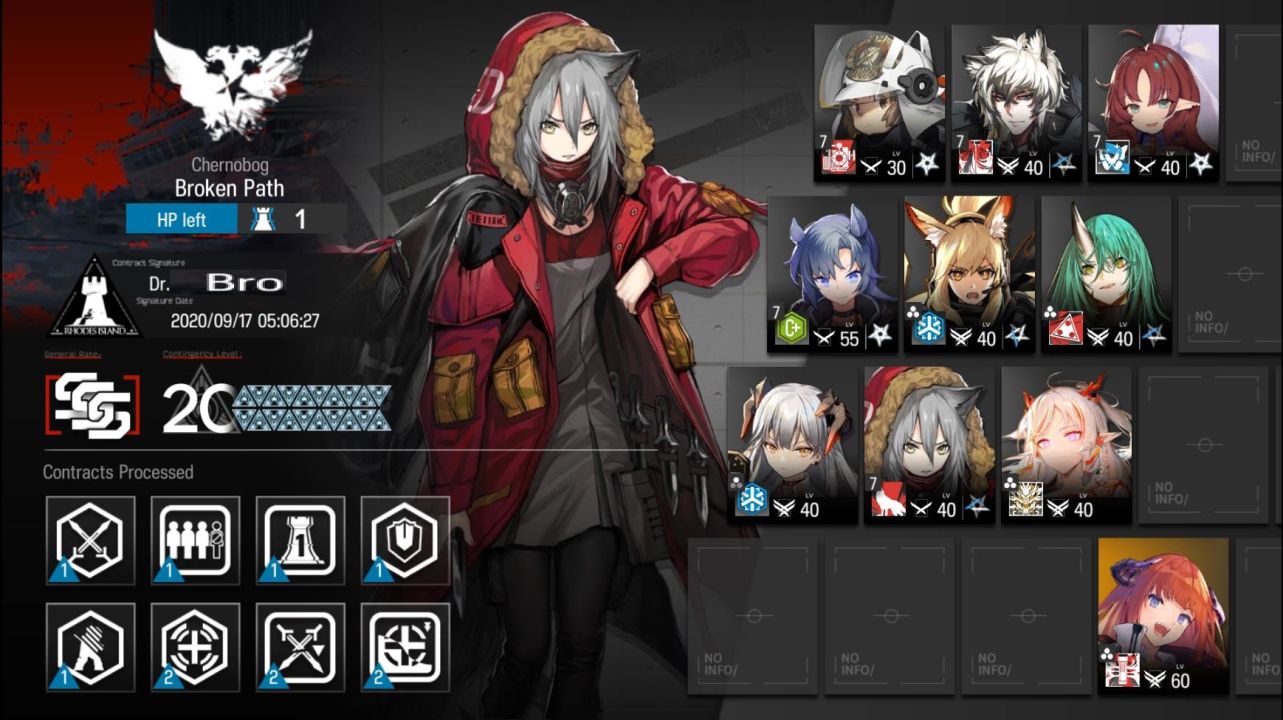 Chernobog
Broken Path
HP left 1
Contract Signature
Dr. Bro
Signature Date
2020/09/17 05:06:27
RHODES ISLAND
General Rate:
Contingency Level:
SSS
20
Contracts Processed
1
1
1
1
1
1
2
2
2
7 LV 30
7 LV 40
7 LV 40
NO INFO/
7 C+ LV 55
LV 40
LV 40
NO
INFO/
LV 40
7 LV 40
LV 40
NO
INFO/
NO
INFO/
NO
INFO/
NO
INFO/
LV 60
NO
INFO